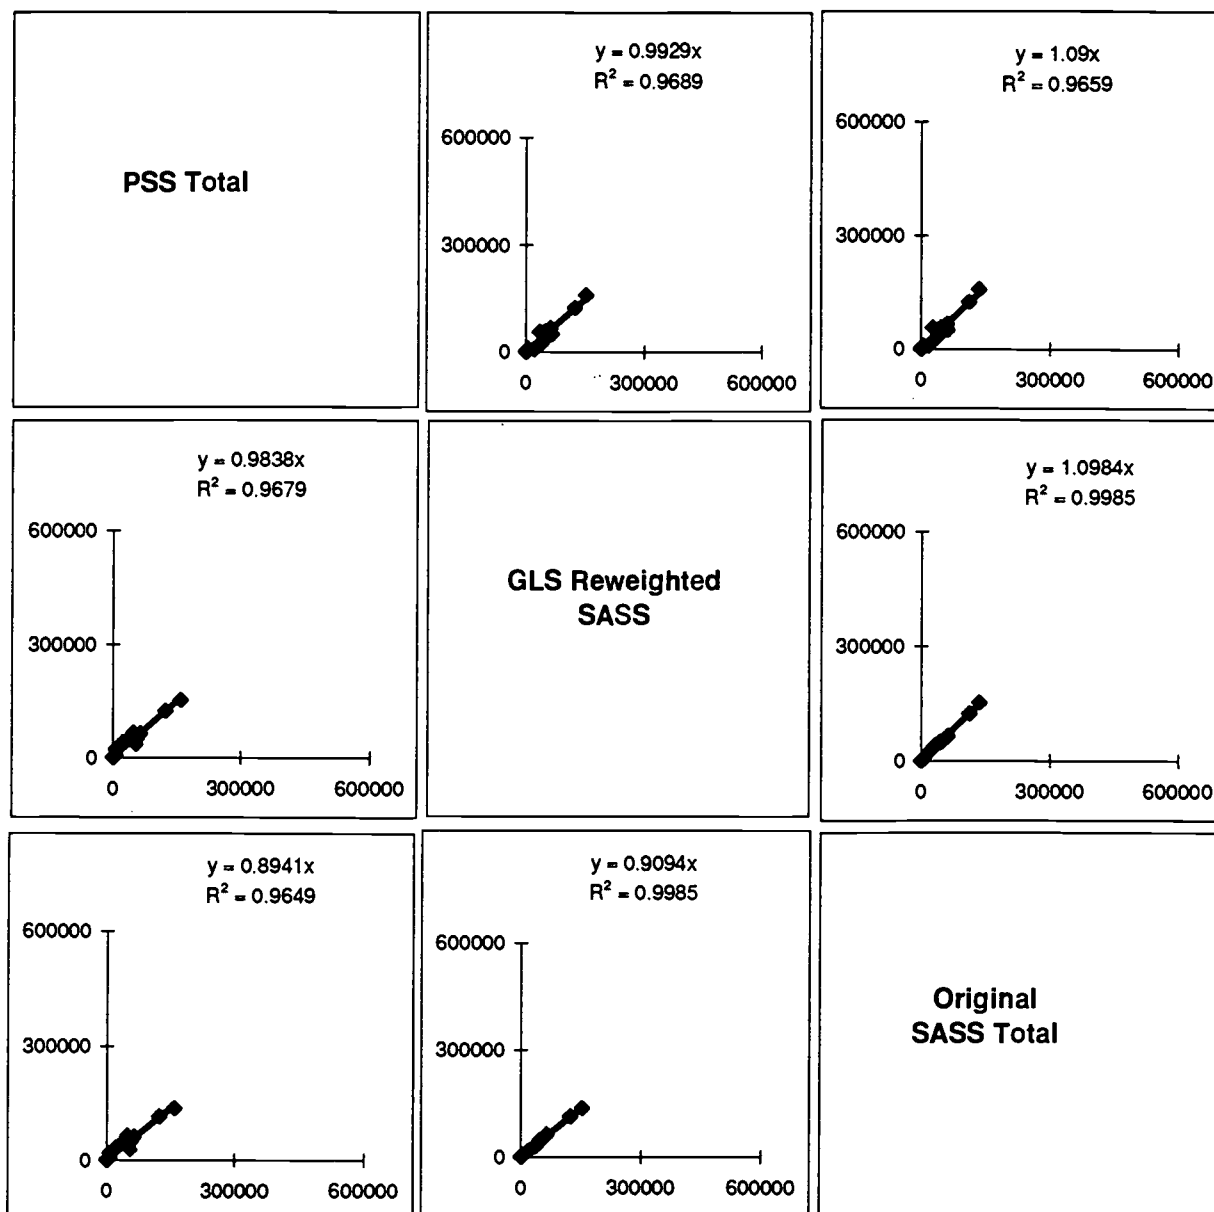 PSS Total
y = 0.9929x
R² = 0.9689
600000
300000
0
0 300000 600000
y = 1.09x
R² = 0.9659
600000
300000
0
0 300000 600000
y = 0.9838x
R² = 0.9679
600000
300000
0
0 300000 600000
GLS Reweighted
SASS
y = 1.0984x
R² = 0.9985
600000
300000
0
0 300000 600000
y = 0.8941x
R² = 0.9649
600000
300000
0
0 300000 600000
y = 0.9094x
R² = 0.9985
600000
300000
0
0 300000 600000
Original
SASS Total